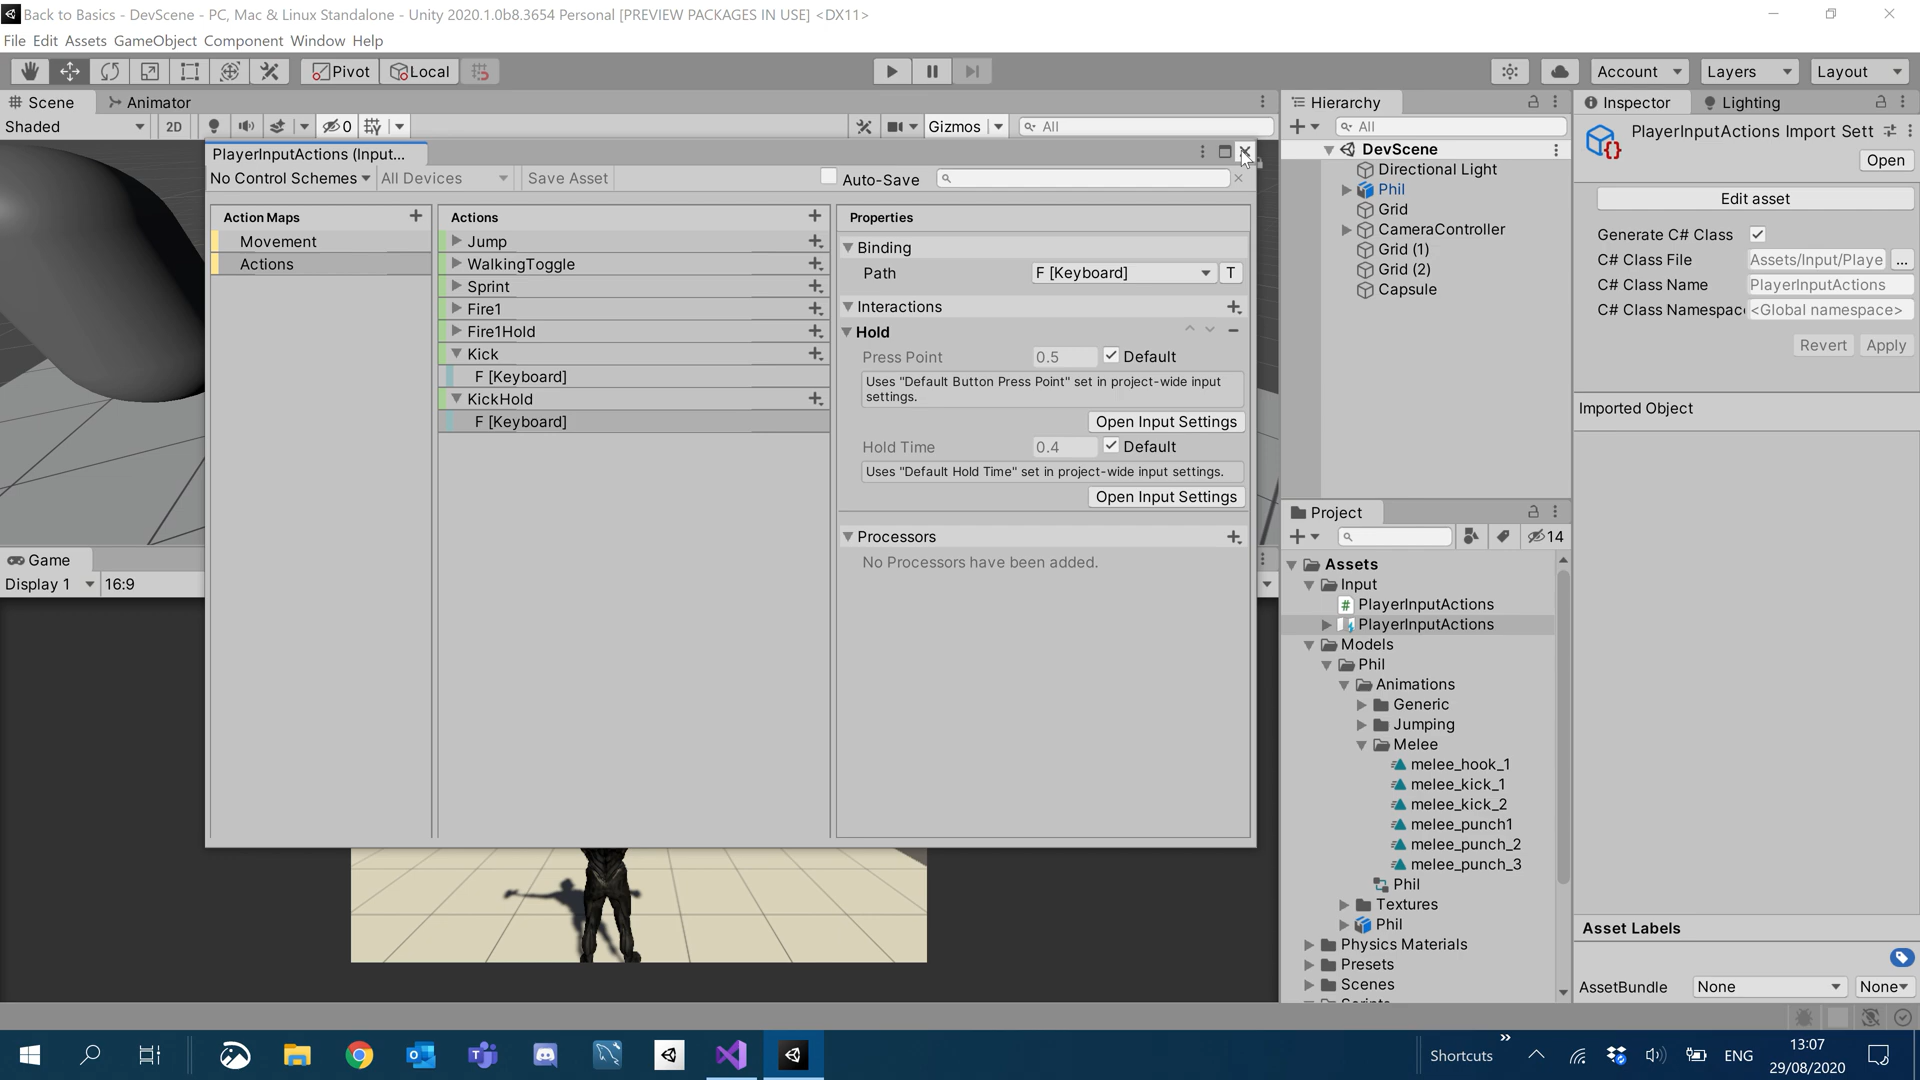 Back to Basics - DevScene - PC, Mac & Linux Standalone - Unity 2020.1.0b8.3654 Personal [PREVIEW PACKAGES IN USE] <DX11>
File Edit Assets GameObject Component Window Help
Pivot Local Account Layers Layout
Scene Animator
Shaded 2D 0 Gizmos All
PlayerInputActions (Input...
No Control Schemes All Devices Save Asset Auto-Save
Action Maps
Movement
Actions
Actions
Jump
WalkingToggle
Sprint
Fire1
Fire1Hold
Kick
F [Keyboard]
KickHold
F [Keyboard]
Properties
Binding
Path F [Keyboard] T
Interactions
Hold
Press Point 0.5 Default
Uses "Default Button Press Point" set in project-wide input
settings.
Open Input Settings
Hold Time 0.4 Default
Uses "Default Hold Time" set in project-wide input settings.
Open Input Settings
Processors
No Processors have been added.
Game
Display 1 16:9
Hierarchy
All
DevScene
Directional Light
Phil
Grid
CameraController
Grid (1)
Grid (2)
Capsule
Project
14
Assets
Input
PlayerInputActions
PlayerInputActions
Models
Phil
Animations
Generic
Jumping
Melee
melee_hook_1
melee_kick_1
melee_kick_2
melee_punch1
melee_punch_2
melee_punch_3
Phil
Textures
Phil
Physics Materials
Presets
Scenes
Inspector Lighting
PlayerInputActions Import Sett
Open
Edit asset
Generate C# Class
C# Class File Assets/Input/Playe ...
C# Class Name PlayerInputActions
C# Class Namespac <Global namespace>
Revert Apply
Imported Object
Asset Labels
AssetBundle None None
Shortcuts » ENG
13:07
29/08/2020